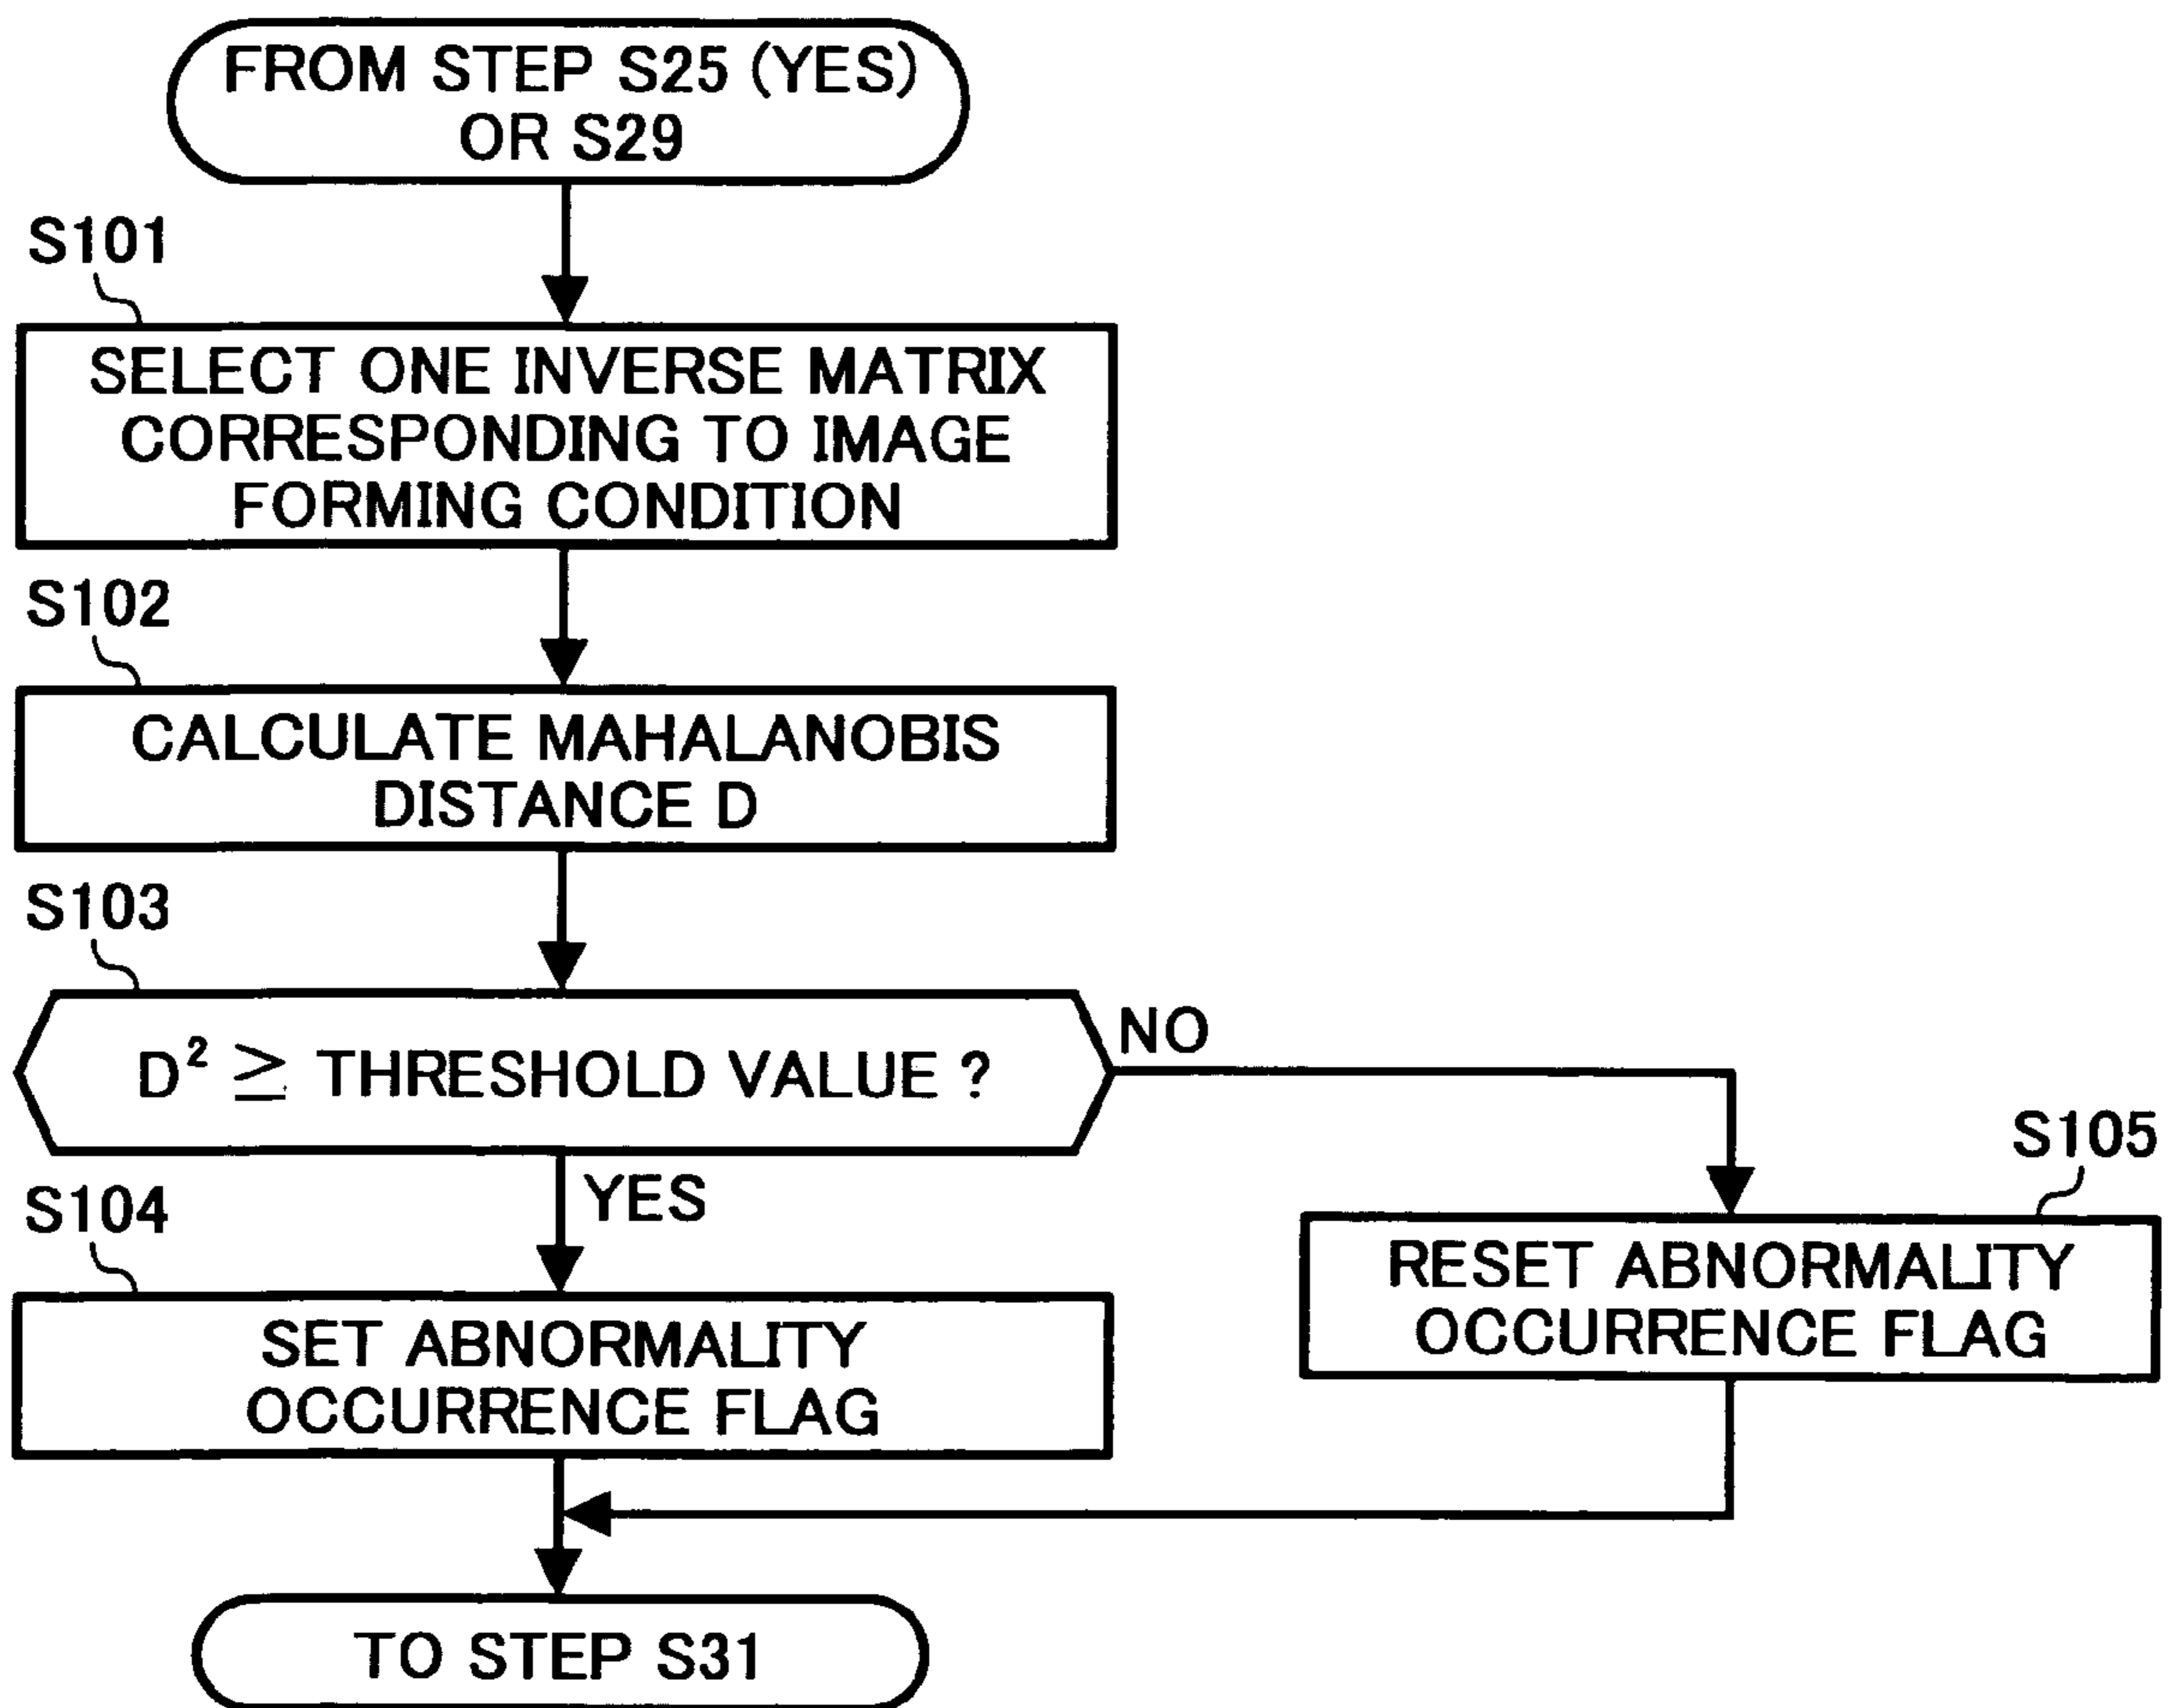 FROM STEP S25 (YES)
OR S29
S101
SELECT ONE INVERSE MATRIX
CORRESPONDING TO IMAGE
FORMING CONDITION
S102
CALCULATE MAHALANOBIS
DISTANCE D
S103
D² ≧ THRESHOLD VALUE ?
NO
YES
S104
SET ABNORMALITY
OCCURRENCE FLAG
S105
RESET ABNORMALITY
OCCURRENCE FLAG
TO STEP S31